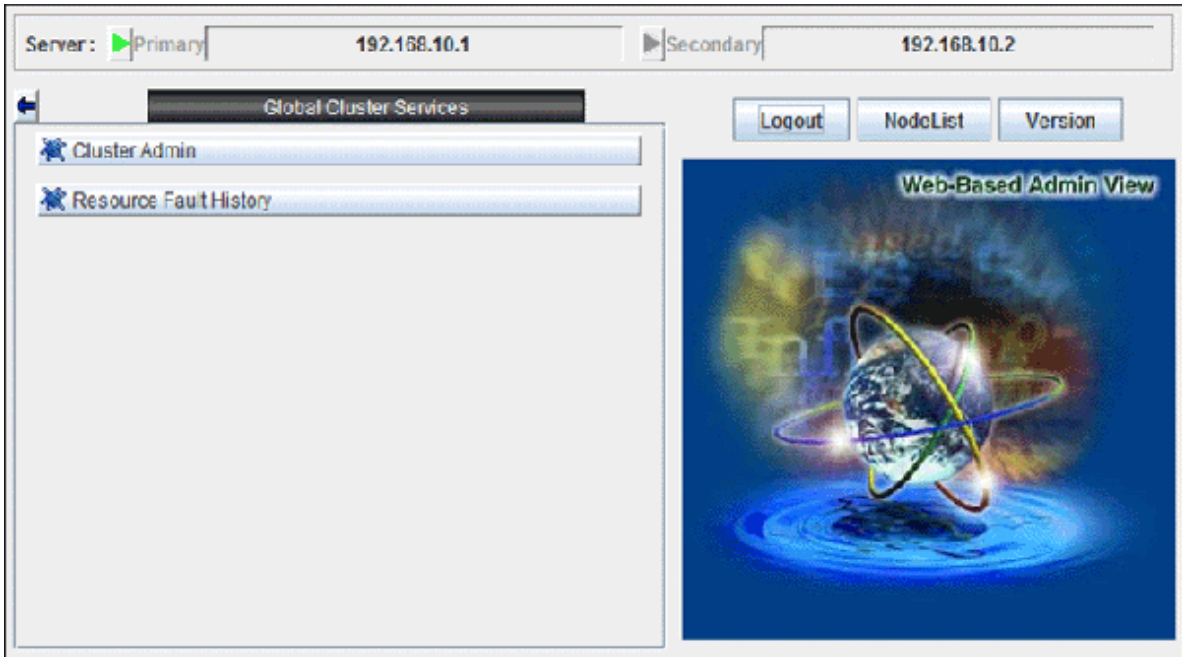 Server : Primary 192.168.10.1 Secondary 192.168.10.2
Global Cluster Services
Logout NodeList Version
Cluster Admin
Resource Fault History
Web-Based Admin View